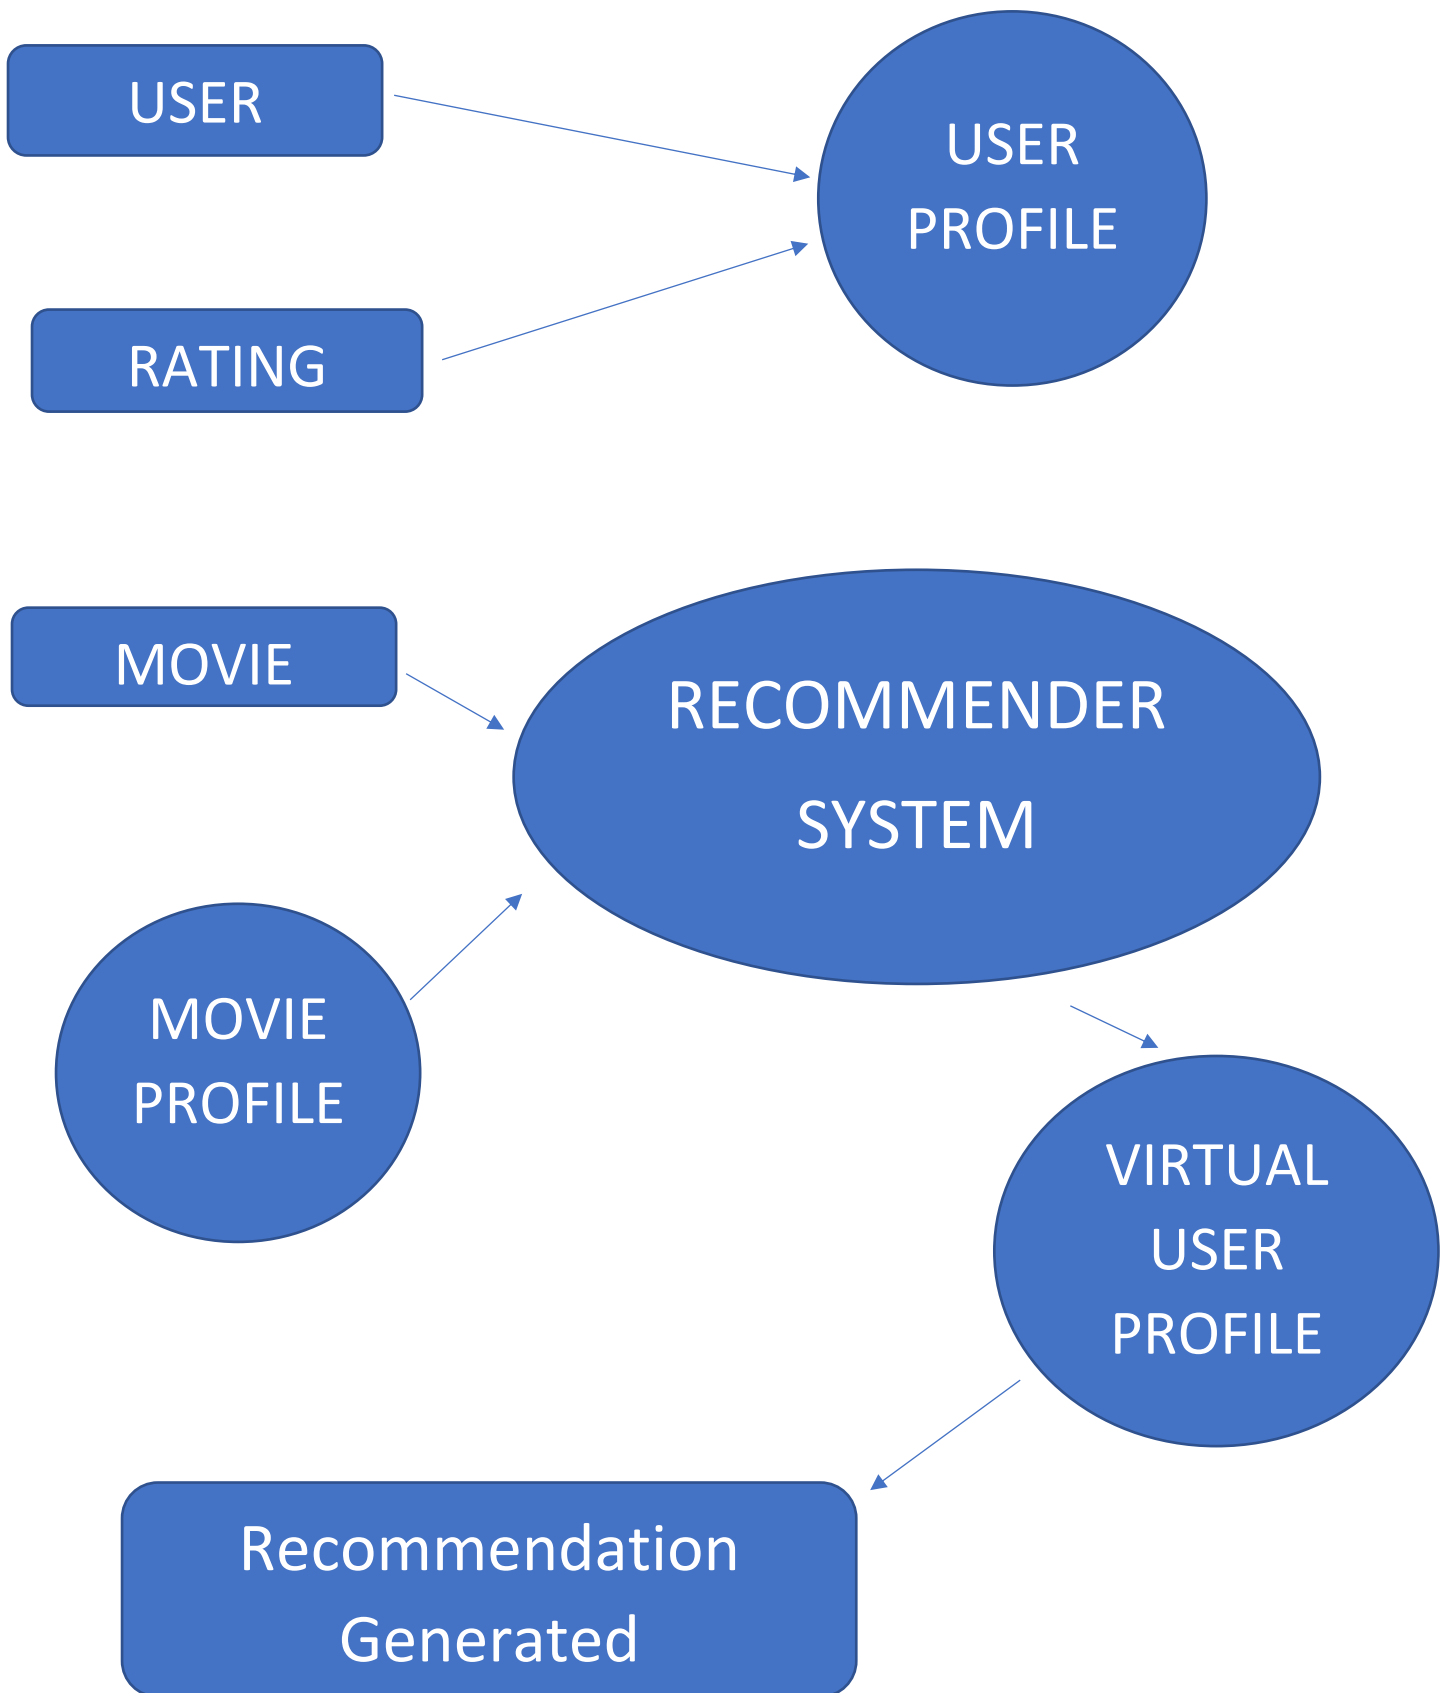 USER
USER
PROFILE
RATING
MOVIE
RECOMMENDER
SYSTEM
MOVIE
PROFILE
VIRTUAL
USER
PROFILE
Recommendation
Generated